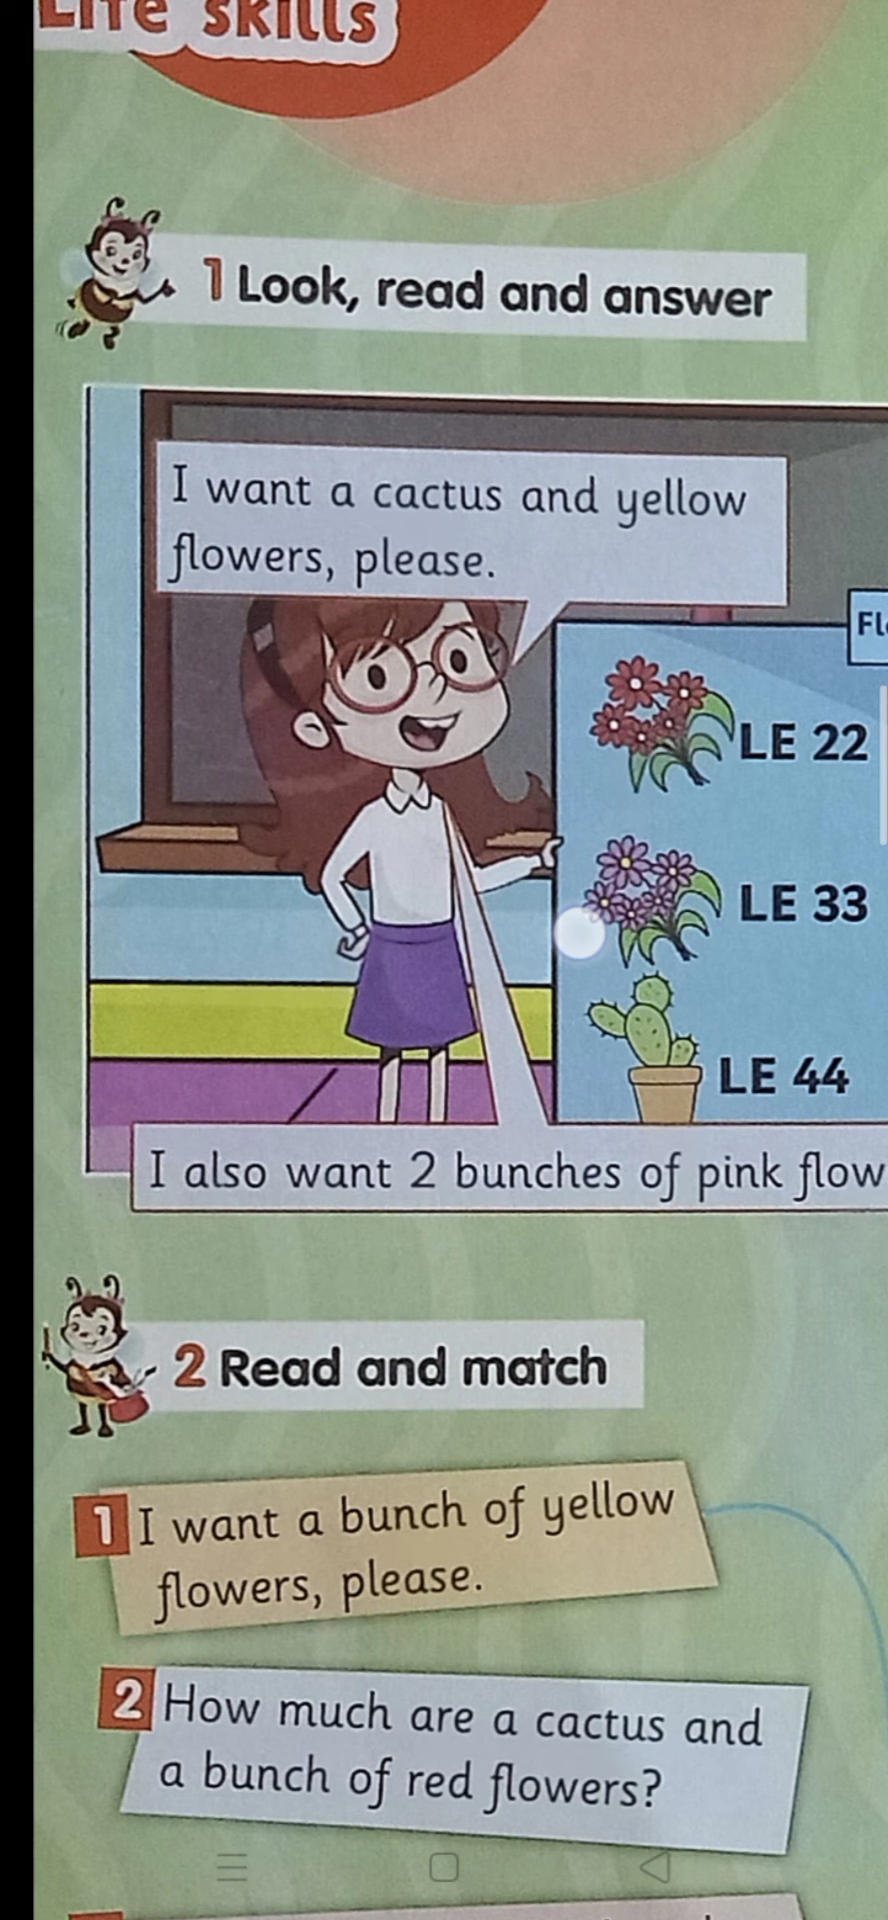 Life skills
1 Look, read and answer
I want a cactus and yellow
flowers, please.
LE 22
LE 33
LE 44
I also want 2 bunches of pink flow
2 Read and match
1 I want a bunch of yellow
flowers, please.
2 How much are a cactus and
a bunch of red flowers?